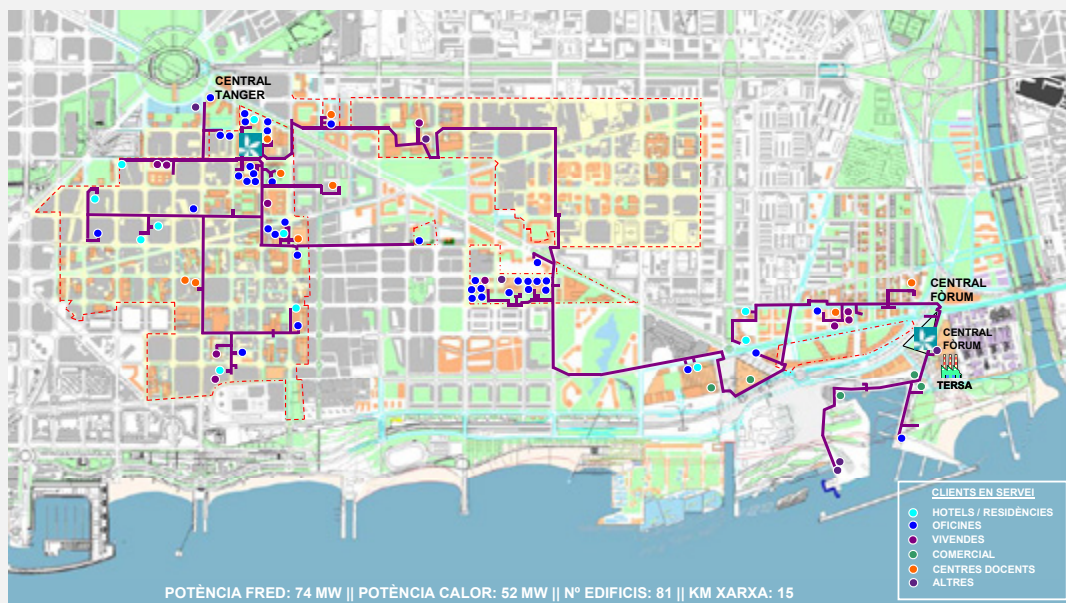 CENTRAL
TANGER
CENTRAL
FÒRUM
CENTRAL
FÒRUM
TERSA
CLIENTS EN SERVEI
HOTELS / RESIDÈNCIES
OFICINES
VIVENDES
COMERCIAL
CENTRES DOCENTS
ALTRES
POTÈNCIA FRED: 74 MW || POTÈNCIA CALOR: 52 MW || Nº EDIFICIS: 81 || KM XARXA: 15